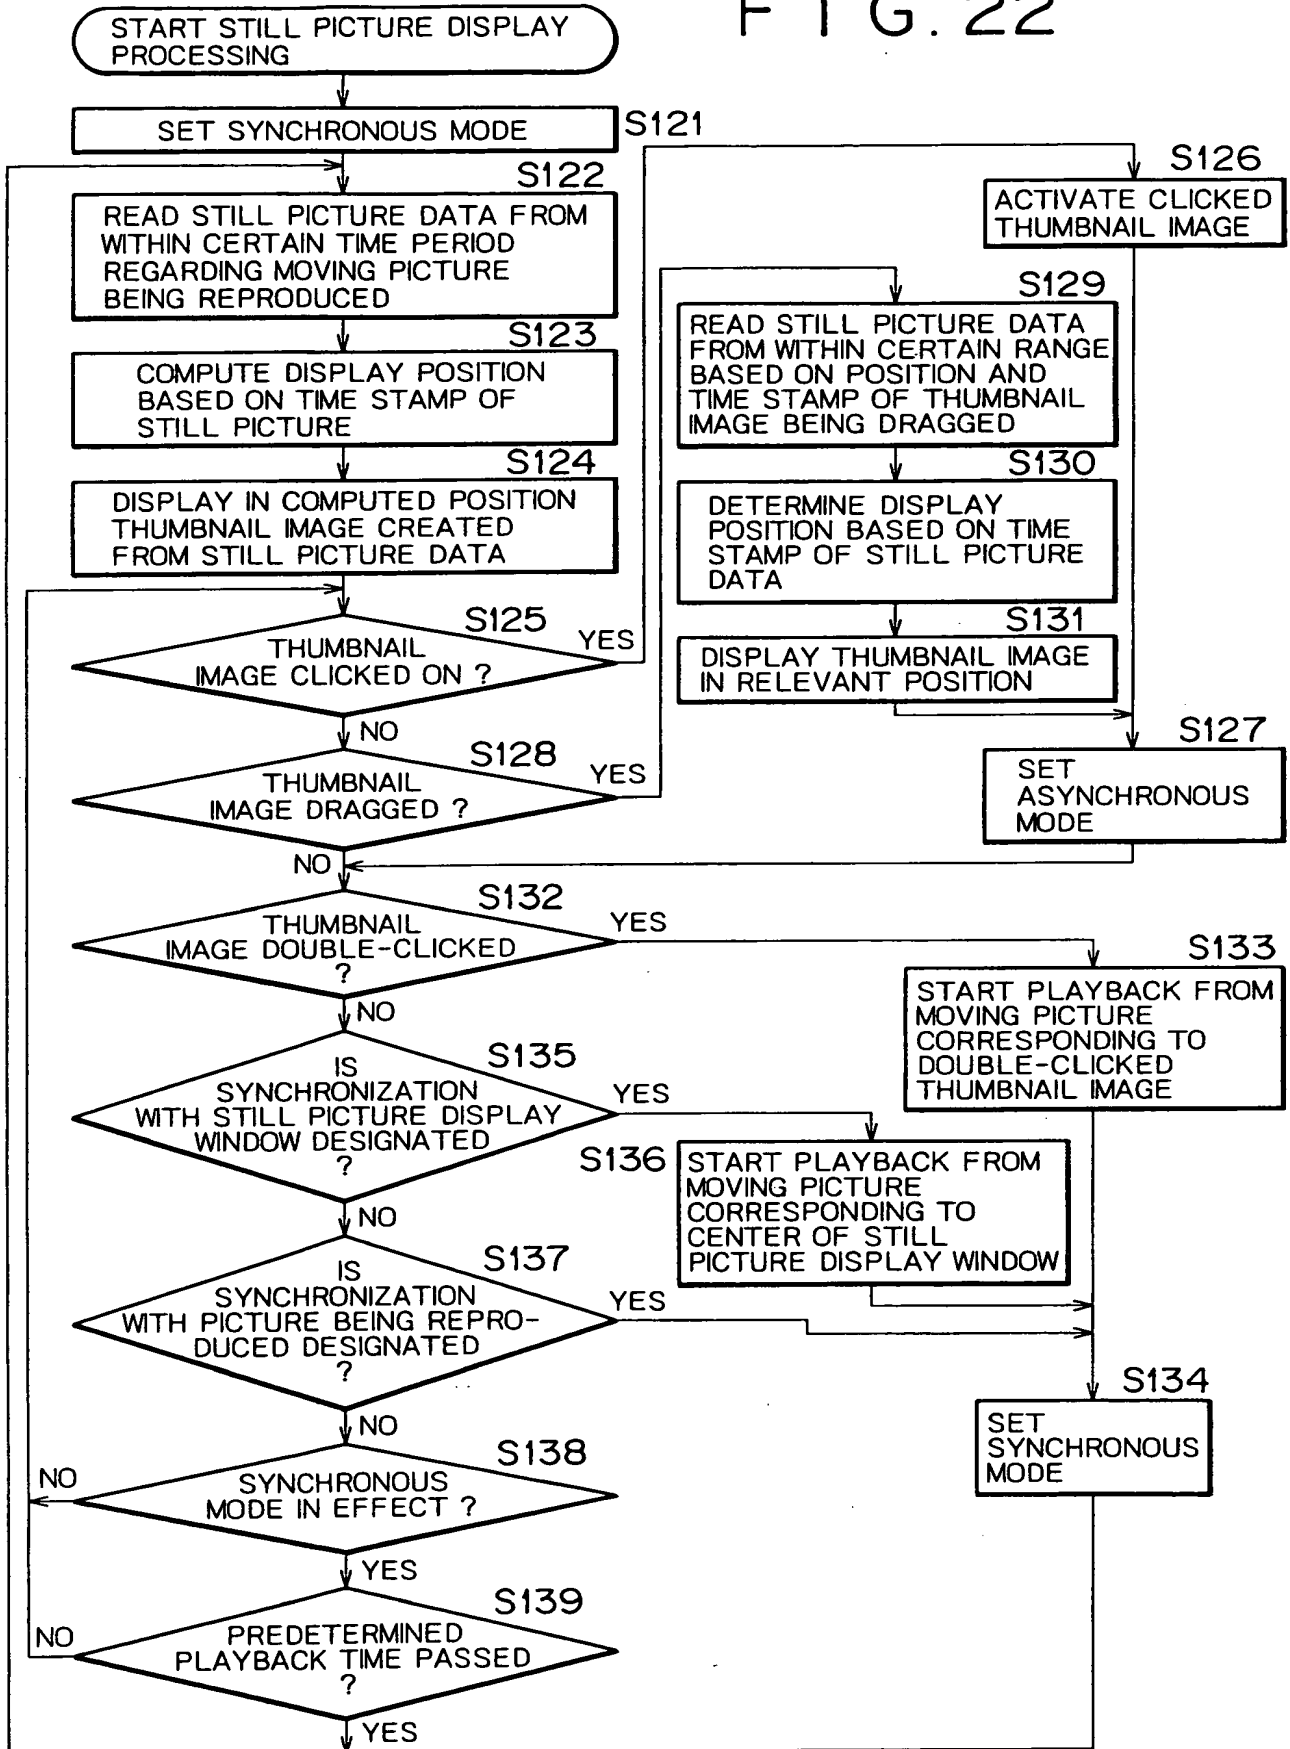 FIG. 22
START STILL PICTURE DISPLAY
PROCESSING
SET SYNCHRONOUS MODE
S121
S122
READ STILL PICTURE DATA FROM
WITHIN CERTAIN TIME PERIOD
REGARDING MOVING PICTURE
BEING REPRODUCED
S123
COMPUTE DISPLAY POSITION
BASED ON TIME STAMP OF
STILL PICTURE
S124
DISPLAY IN COMPUTED POSITION
THUMBNAIL IMAGE CREATED
FROM STILL PICTURE DATA
S125
THUMBNAIL
IMAGE CLICKED ON ?
YES
NO
S126
ACTIVATE CLICKED
THUMBNAIL IMAGE
S128
THUMBNAIL
IMAGE DRAGGED ?
YES
NO
S129
READ STILL PICTURE DATA
FROM WITHIN CERTAIN RANGE
BASED ON POSITION AND
TIME STAMP OF THUMBNAIL
IMAGE BEING DRAGGED
S130
DETERMINE DISPLAY
POSITION BASED ON TIME
STAMP OF STILL PICTURE
DATA
S131
DISPLAY THUMBNAIL IMAGE
IN RELEVANT POSITION
S127
SET
ASYNCHRONOUS
MODE
S132
THUMBNAIL
IMAGE DOUBLE-CLICKED
?
YES
NO
S133
START PLAYBACK FROM
MOVING PICTURE
CORRESPONDING TO
DOUBLE-CLICKED
THUMBNAIL IMAGE
S135
IS
SYNCHRONIZATION
WITH STILL PICTURE DISPLAY
WINDOW DESIGNATED
?
YES
NO
S136
START PLAYBACK FROM
MOVING PICTURE
CORRESPONDING TO
CENTER OF STILL
PICTURE DISPLAY WINDOW
S137
IS
SYNCHRONIZATION
WITH PICTURE BEING REPRO-
DUCED DESIGNATED
?
YES
NO
S134
SET
SYNCHRONOUS
MODE
S138
SYNCHRONOUS
MODE IN EFFECT ?
NO
YES
S139
PREDETERMINED
PLAYBACK TIME PASSED
?
NO
YES